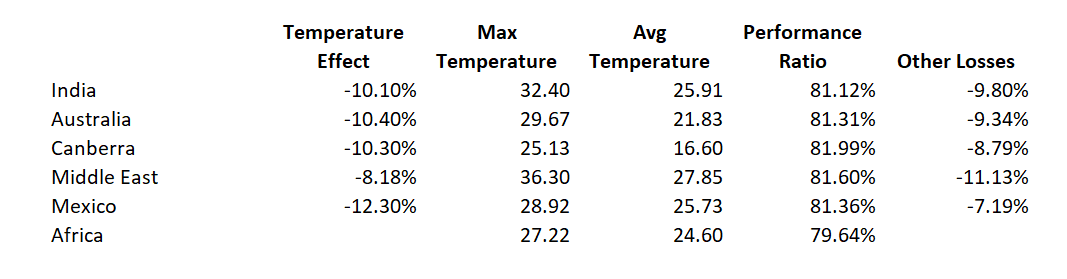 Temperature Max Avg Performance
Effect Temperature Temperature Ratio Other Losses
India -10.10% 32.40 25.91 81.12% -9.80%
Australia -10.40% 29.67 21.83 81.31% -9.34%
Canberra -10.30% 25.13 16.60 81.99% -8.79%
Middle East -8.18% 36.30 27.85 81.60% -11.13%
Mexico -12.30% 28.92 25.73 81.36% -7.19%
Africa 27.22 24.60 79.64%